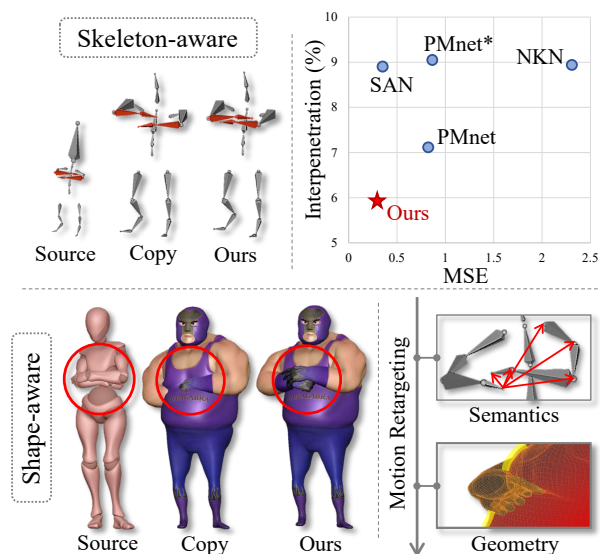 Skeleton-aware
Source
Copy
Ours
Interpenetration (%)
10
9
8
7
6
5
PMnet*
NKN
SAN
PMnet
Ours
0
0.5
1
1.5
2
2.5
MSE
Shape-aware
Source
Copy
Ours
Motion Retargeting
Semantics
Geometry